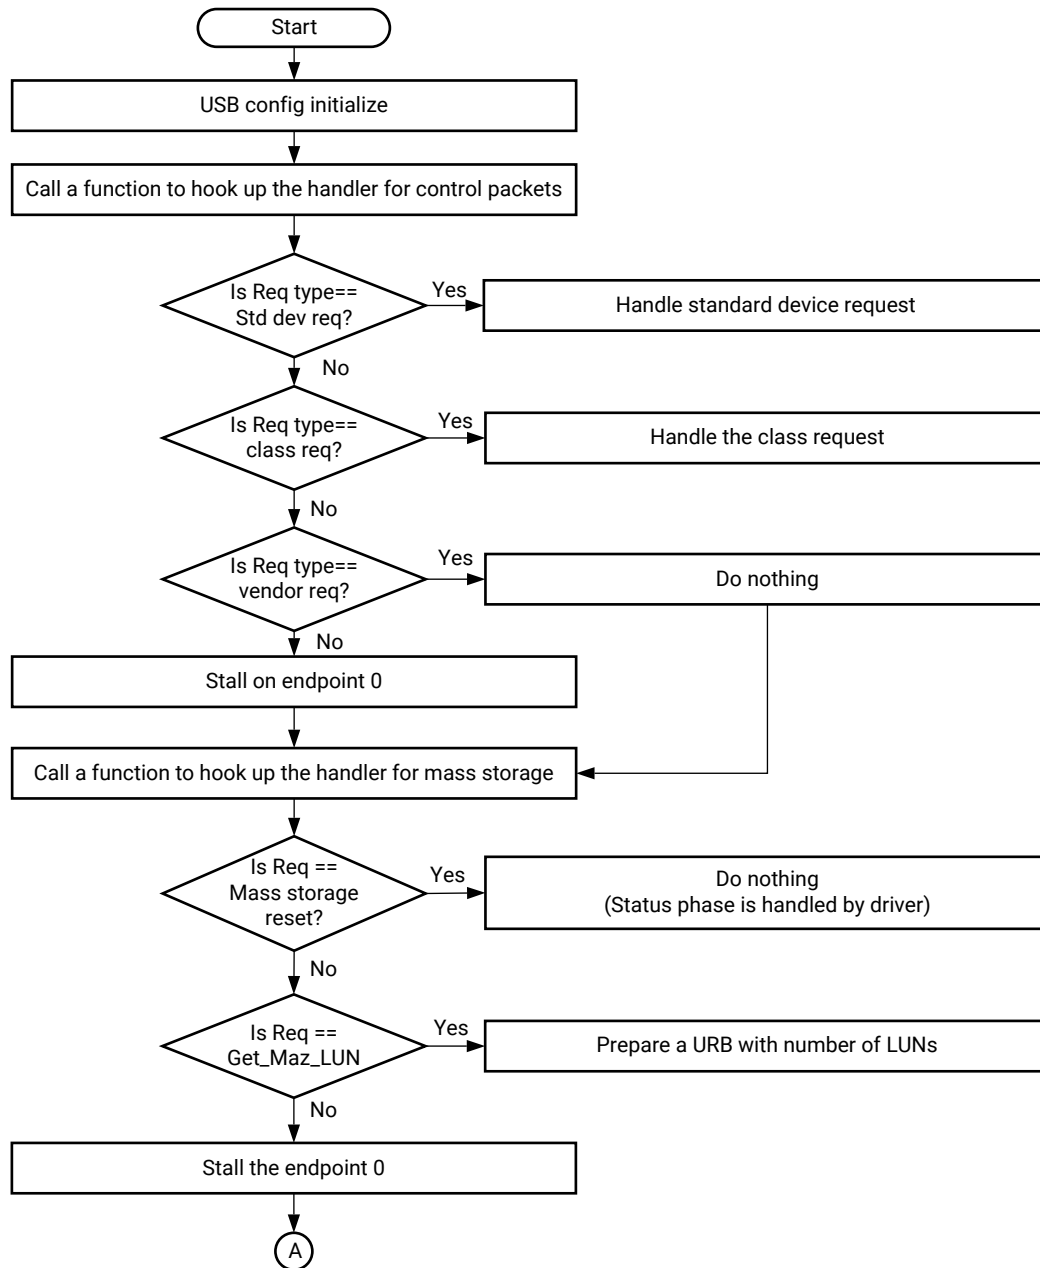 Start
USB config initialize
Call a function to hook up the handler for control packets
Is Req type==
Std dev req?
Yes
Handle standard device request
No
Is Req type==
class req?
Yes
Handle the class request
No
Is Req type==
vendor req?
Yes
Do nothing
No
Stall on endpoint 0
Call a function to hook up the handler for mass storage
Is Req ==
Mass storage
reset?
Yes
Do nothing
(Status phase is handled by driver)
No
Is Req ==
Get_Maz_LUN
Yes
Prepare a URB with number of LUNs
No
Stall the endpoint 0
A